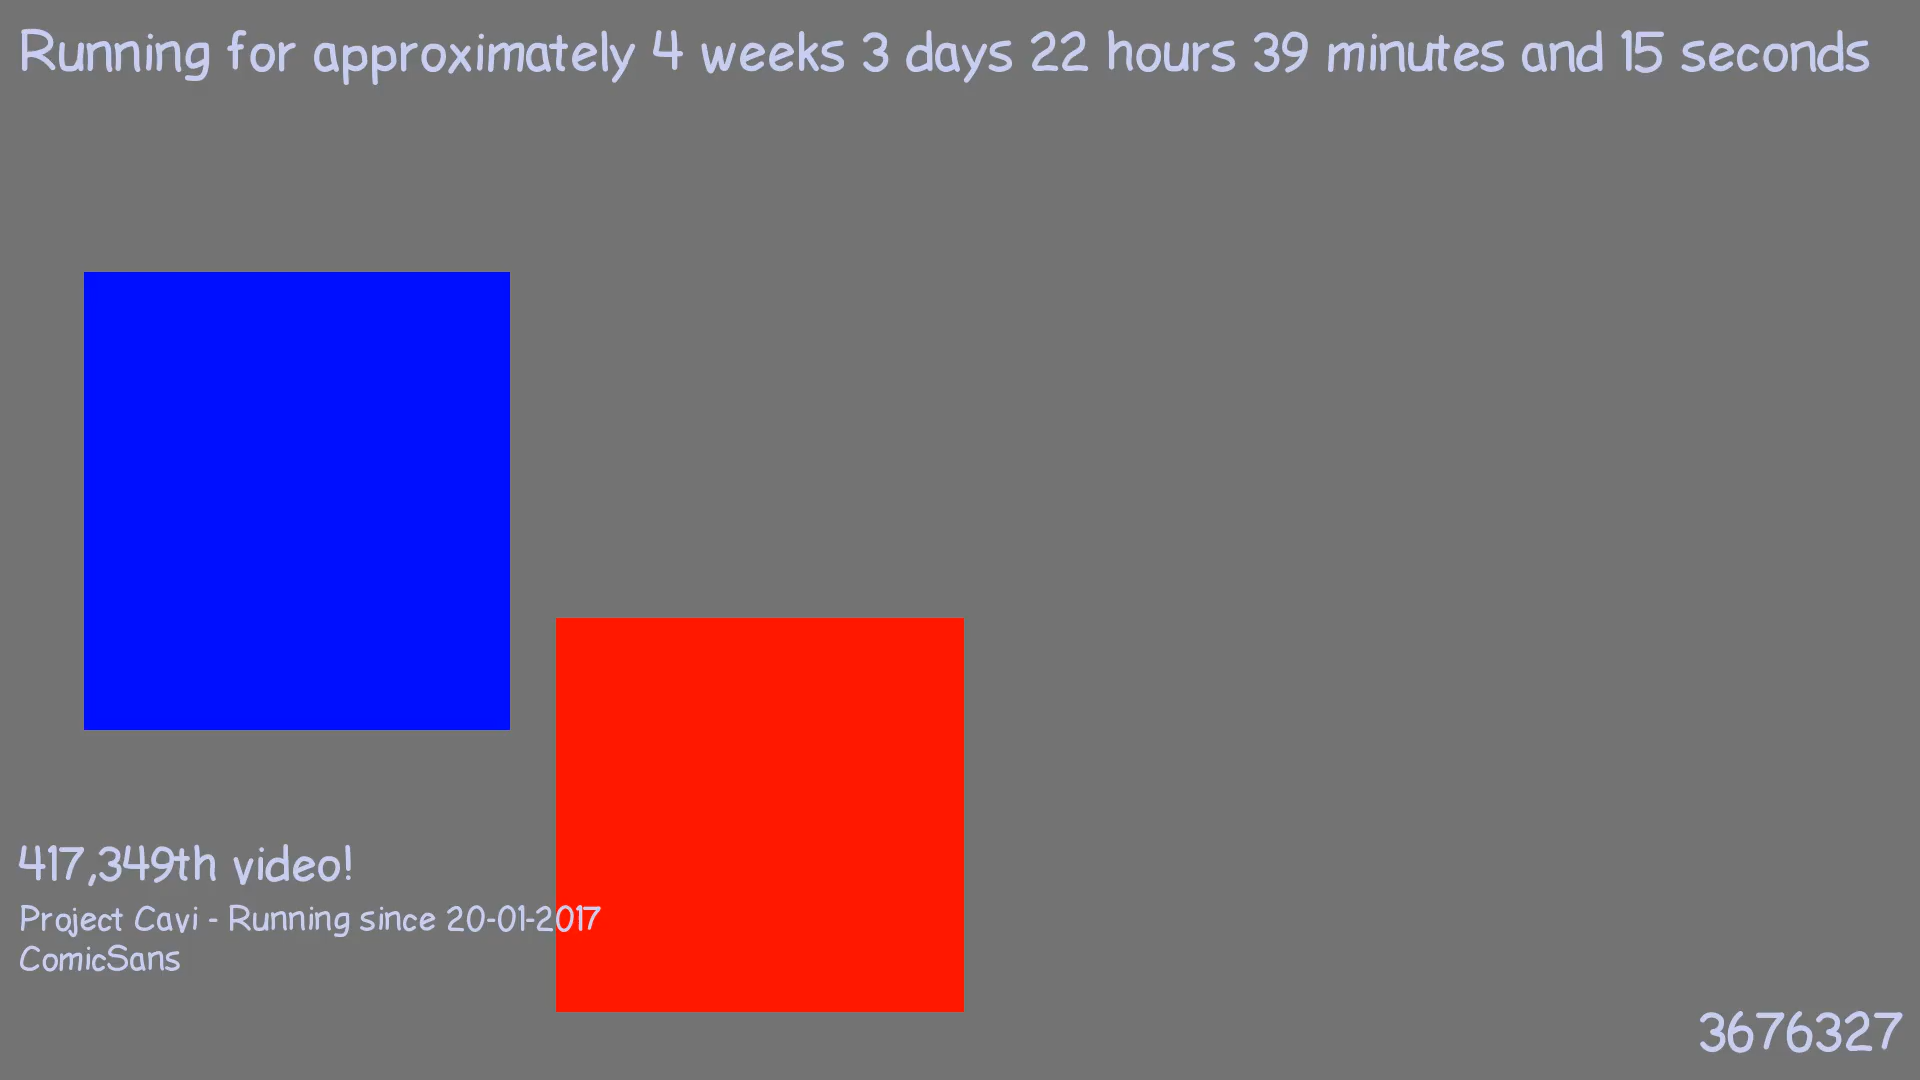 Running for approximately 4 weeks 3 days 22 hours 39 minutes and 15 seconds
417,349th video!
Project Cavi - Running since 20-01-2017
ComicSans
3676327